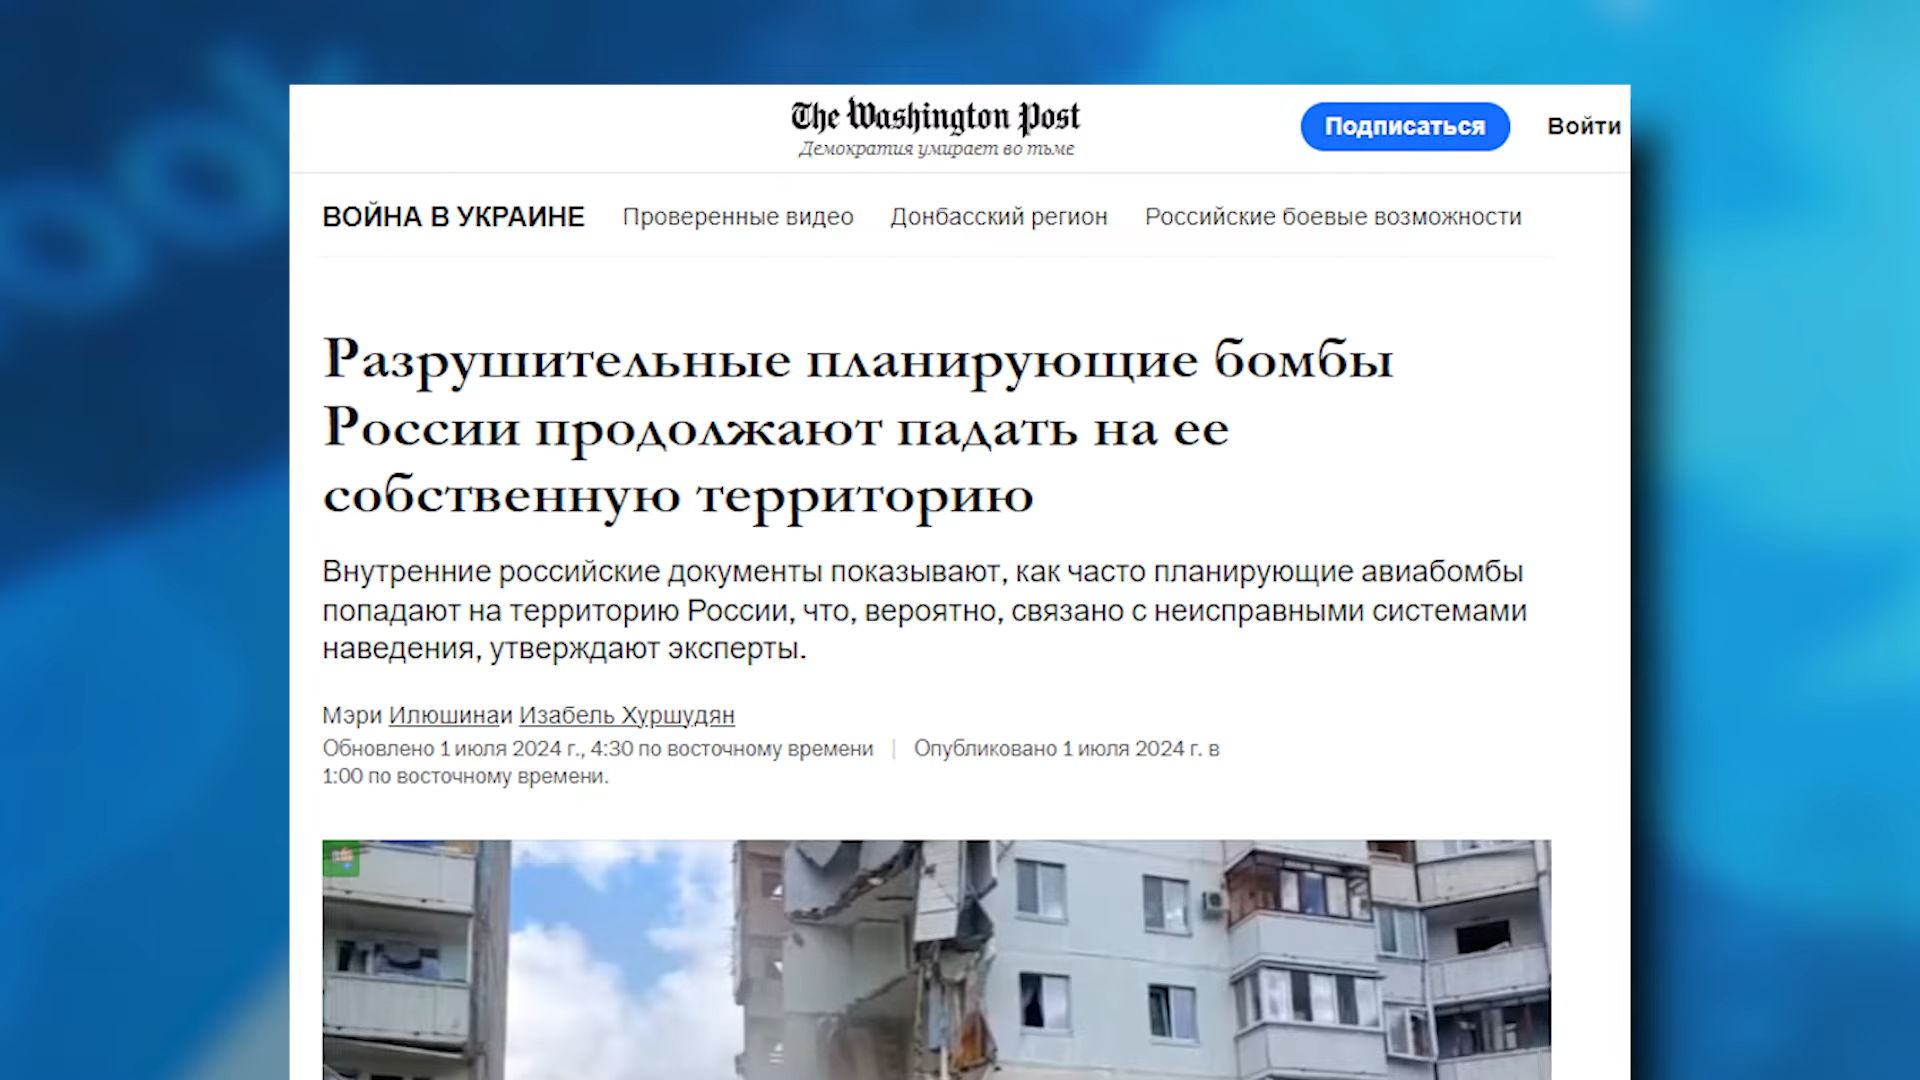 The Washington Post
Демократия умирает во тьме
Подписаться
Войти
ВОЙНА В УКРАИНЕ
Проверенные видео
Донбасский регион
Российские боевые возможности
Разрушительные планирующие бомбы
России продолжают падать на ее
собственную территорию
Внутренние российские документы показывают, как часто планирующие авиабомбы
попадают на территорию России, что, вероятно, связано с неисправными системами
наведения, утверждают эксперты.
Мэри Илюшинаи Изабель Хуршудян
Обновлено 1 июля 2024 г., 4:30 по восточному времени | Опубликовано 1 июля 2024 г. в
1:00 по восточному времени.